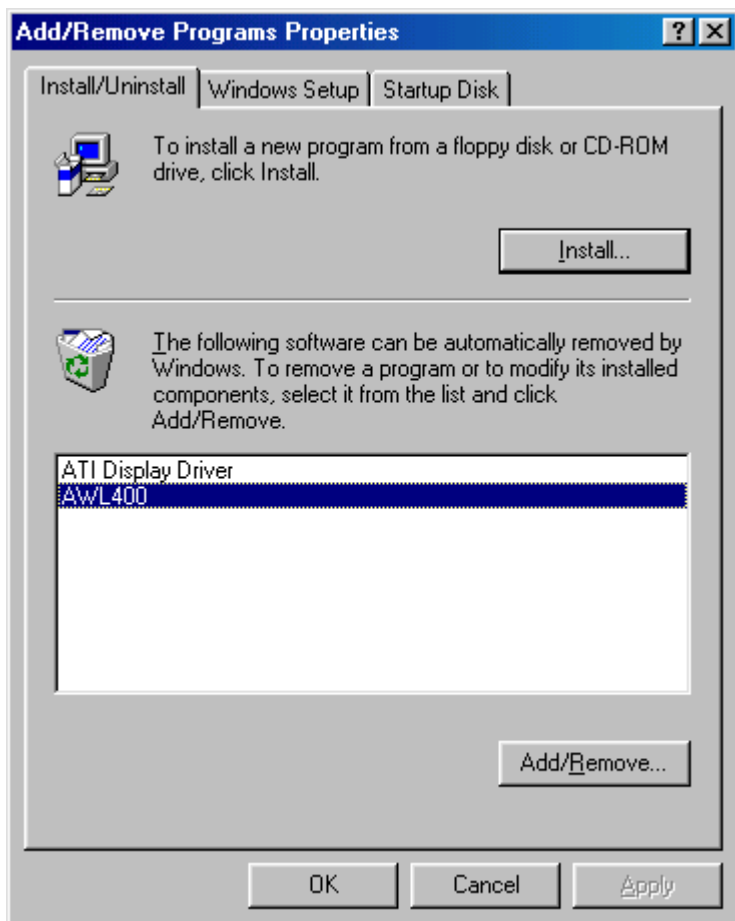 Add/Remove Programs Properties
Install/Uninstall
Windows Setup
Startup Disk
To install a new program from a floppy disk or CD-ROM
drive, click Install.
Install...
The following software can be automatically removed by
Windows. To remove a program or to modify its installed
components, select it from the list and click
Add/Remove.
ATI Display Driver
AWL400
Add/Remove...
OK
Cancel
Apply